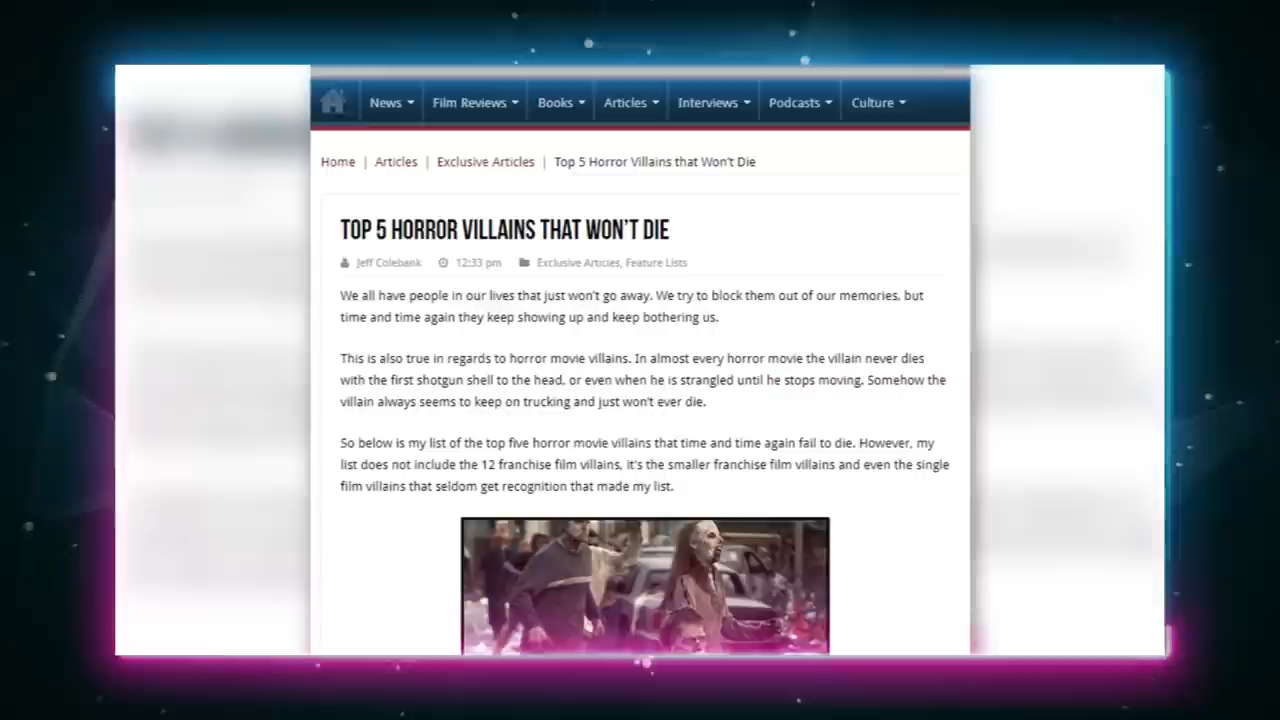 News Film Reviews Books Articles Interviews Podcasts Culture
Home | Articles | Exclusive Articles | Top 5 Horror Villains that Won't Die
TOP 5 HORROR VILLAINS THAT WON'T DIE
Jeff Colebank 12:33 pm Exclusive Articles, Feature Lists
We all have people in our lives that just won't go away. We try to block them out of our memories, but
time and time again they keep showing up and keep bothering us.
This is also true in regards to horror movie villains. In almost every horror movie the villain never dies
with the first shotgun shell to the head, or even when he is strangled until he stops moving. Somehow the
villain always seems to keep on trucking and just won't ever die.
So below is my list of the top five horror movie villains that time and time again fail to die. However, my
list does not include the 12 franchise film villains, it's the smaller franchise film villains and even the single
film villains that seldom get recognition that made my list.